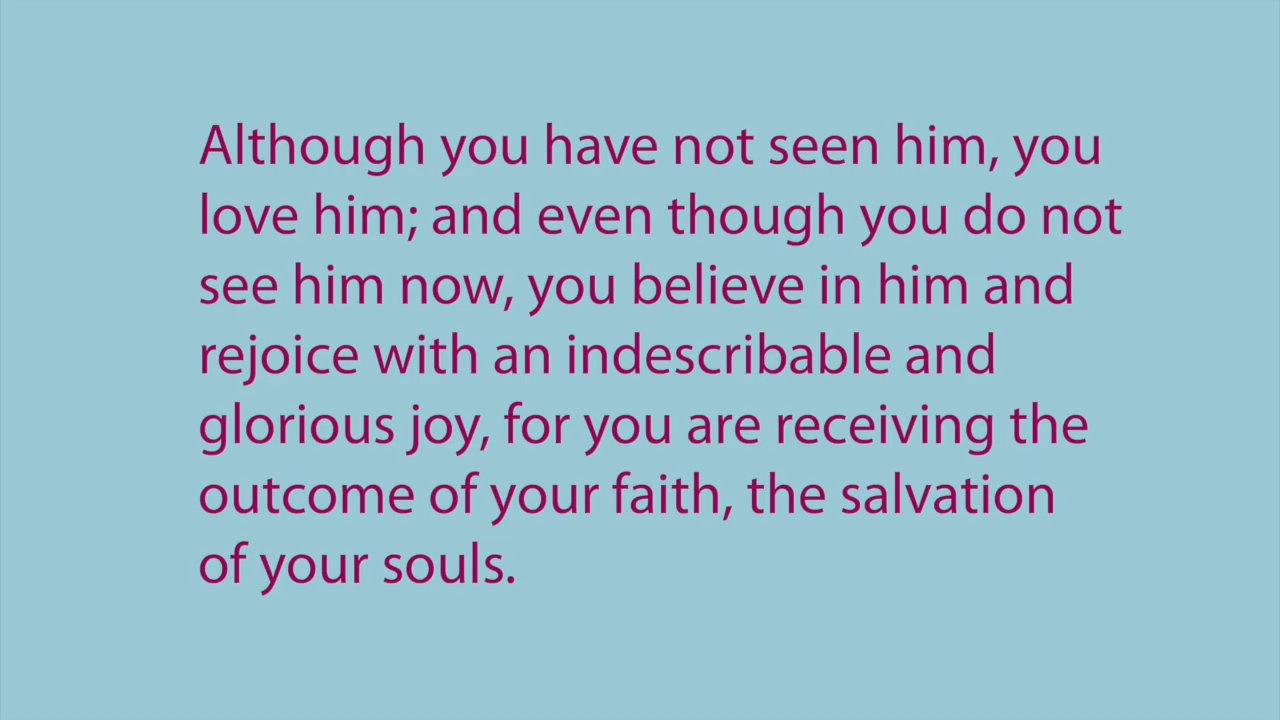 Although you have not seen him, you
love him; and even though you do not
see him now, you believe in him and
rejoice with an indescribable and
glorious joy, for you are receiving the
outcome of your faith, the salvation
of your souls.